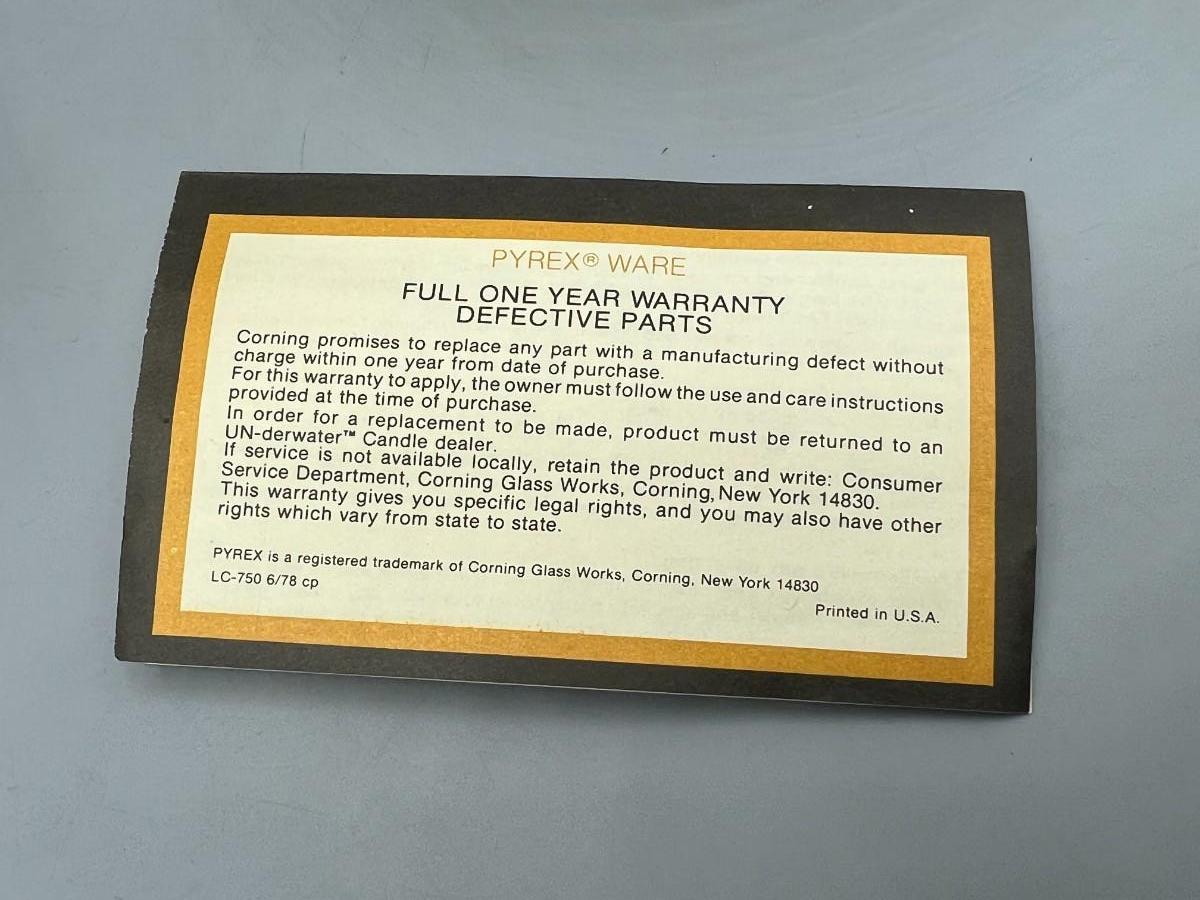 PYREX® WARE
FULL ONE YEAR WARRANTY
DEFECTIVE PARTS
Corning promises to replace any part with a manufacturing defect without
charge within one year from date of purchase.
For this warranty to apply, the owner must follow the use and care instructions
provided at the time of purchase.
In order for a replacement to be made, product must be returned to an
UN-derwater™ Candle dealer.
If service is not available locally, retain the product and write: Consumer
Service Department, Corning Glass Works, Corning, New York 14830.
This warranty gives you specific legal rights, and you may also have other
rights which vary from state to state.
PYREX is a registered trademark of Corning Glass Works, Corning, New York 14830
LC-750 6/78 cp
Printed in U.S.A.